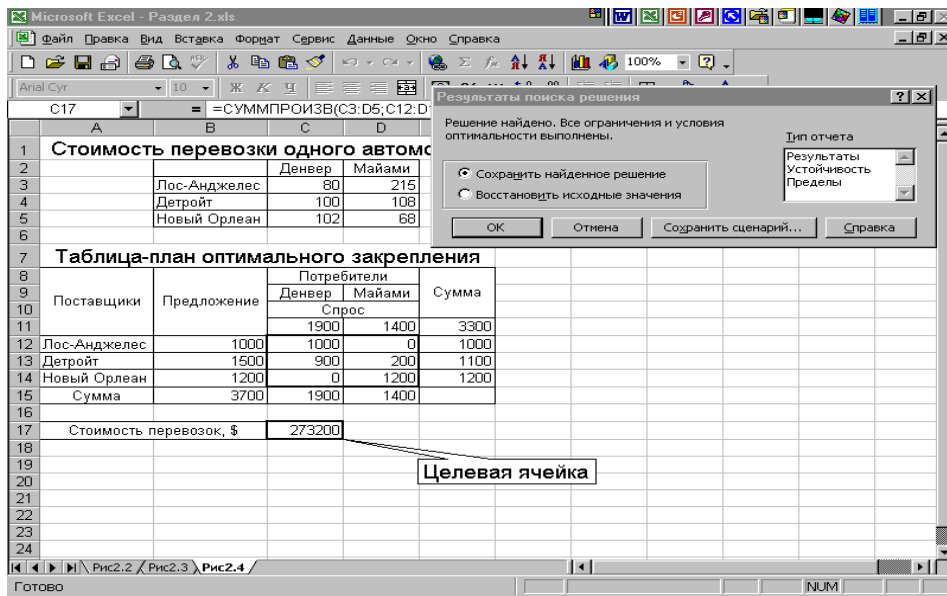 Microsoft Excel - Раздел 2.xls
Файл Правка Вид Вставка Формат Сервис Данные Окно Справка
100%
Arial Cyr 10 Ж К Ч
C17 = =СУММПРОИЗВ(C3:D5;C12:D
A B C D
1 Стоимость перевозки одного автомо
2 Денвер Майами
3 Лос-Анджелес 80 215
4 Детройт 100 108
5 Новый Орлеан 102 68
6
7 Таблица-план оптимального закрепления
8 Потребители
9 Поставщики Предложение Денвер Майами Сумма
10 Спрос
11 1900 1400 3300
12 Лос-Анджелес 1000 1000 0 1000
13 Детройт 1500 900 200 1100
14 Новый Орлеан 1200 0 1200 1200
15 Сумма 3700 1900 1400
16
17 Стоимость перевозок, $ 273200
18
19
20
21
22
23
24
Целевая ячейка
Результаты поиска решения
Решение найдено. Все ограничения и условия
оптимальности выполнены.
Тип отчета
Результаты
Устойчивость
Пределы
Сохранить найденное решение
Восстановить исходные значения
OK Отмена Сохранить сценарий... Справка
Рис2.2 Рис2.3 Рис2.4
Готово NUM